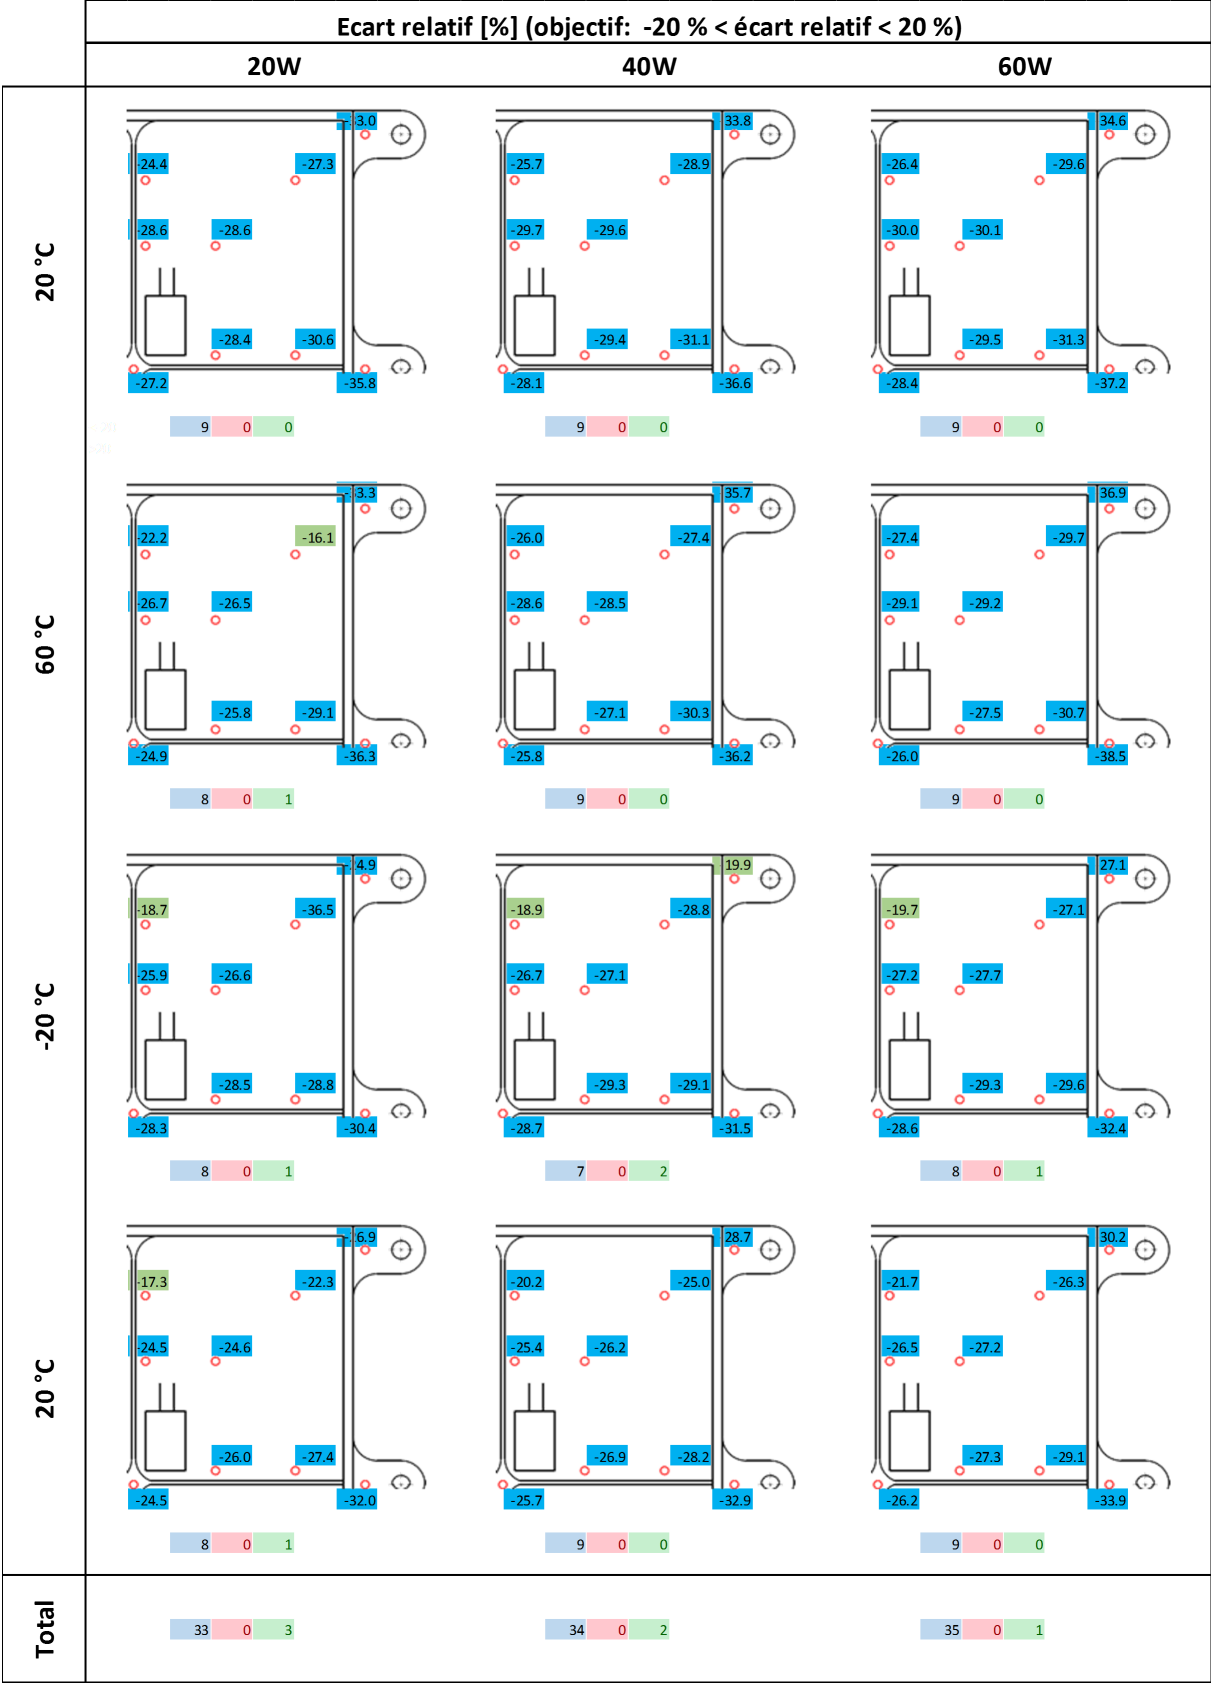 Ecart relatif [%] (objectif: -20 % < écart relatif < 20 %)
20W 40W 60W
20 °C
-33.0 33.8 34.6
-24.4 -27.3 -25.7 -28.9 -26.4 -29.6
-28.6 -28.6 -29.7 -29.6 -30.0 -30.1
-28.4 -30.6 -29.4 -31.1 -29.5 -31.3
-27.2 -35.8 -28.1 -36.6 -28.4 -37.2
9 0 0 9 0 0 9 0 0
60 °C
-33.3 35.7 36.9
-22.2 -16.1 -26.0 -27.4 -27.4 -29.7
-26.7 -26.5 -28.6 -28.5 -29.1 -29.2
-25.8 -29.1 -27.1 -30.3 -27.5 -30.7
-24.9 -36.3 -25.8 -36.2 -26.0 -38.5
8 0 1 9 0 0 9 0 0
-20 °C
-24.9 19.9 27.1
-18.7 -36.5 -18.9 -28.8 -19.7 -27.1
-25.9 -26.6 -26.7 -27.1 -27.2 -27.7
-28.5 -28.8 -29.3 -29.1 -29.3 -29.6
-28.3 -30.4 -28.7 -31.5 -28.6 -32.4
8 0 1 7 0 2 8 0 1
20 °C
-26.9 28.7 30.2
-17.3 -22.3 -20.2 -25.0 -21.7 -26.3
-24.5 -24.6 -25.4 -26.2 -26.5 -27.2
-26.0 -27.4 -26.9 -28.2 -27.3 -29.1
-24.5 -32.0 -25.7 -32.9 -26.2 -33.9
8 0 1 9 0 0 9 0 0
Total
33 0 3 34 0 2 35 0 1